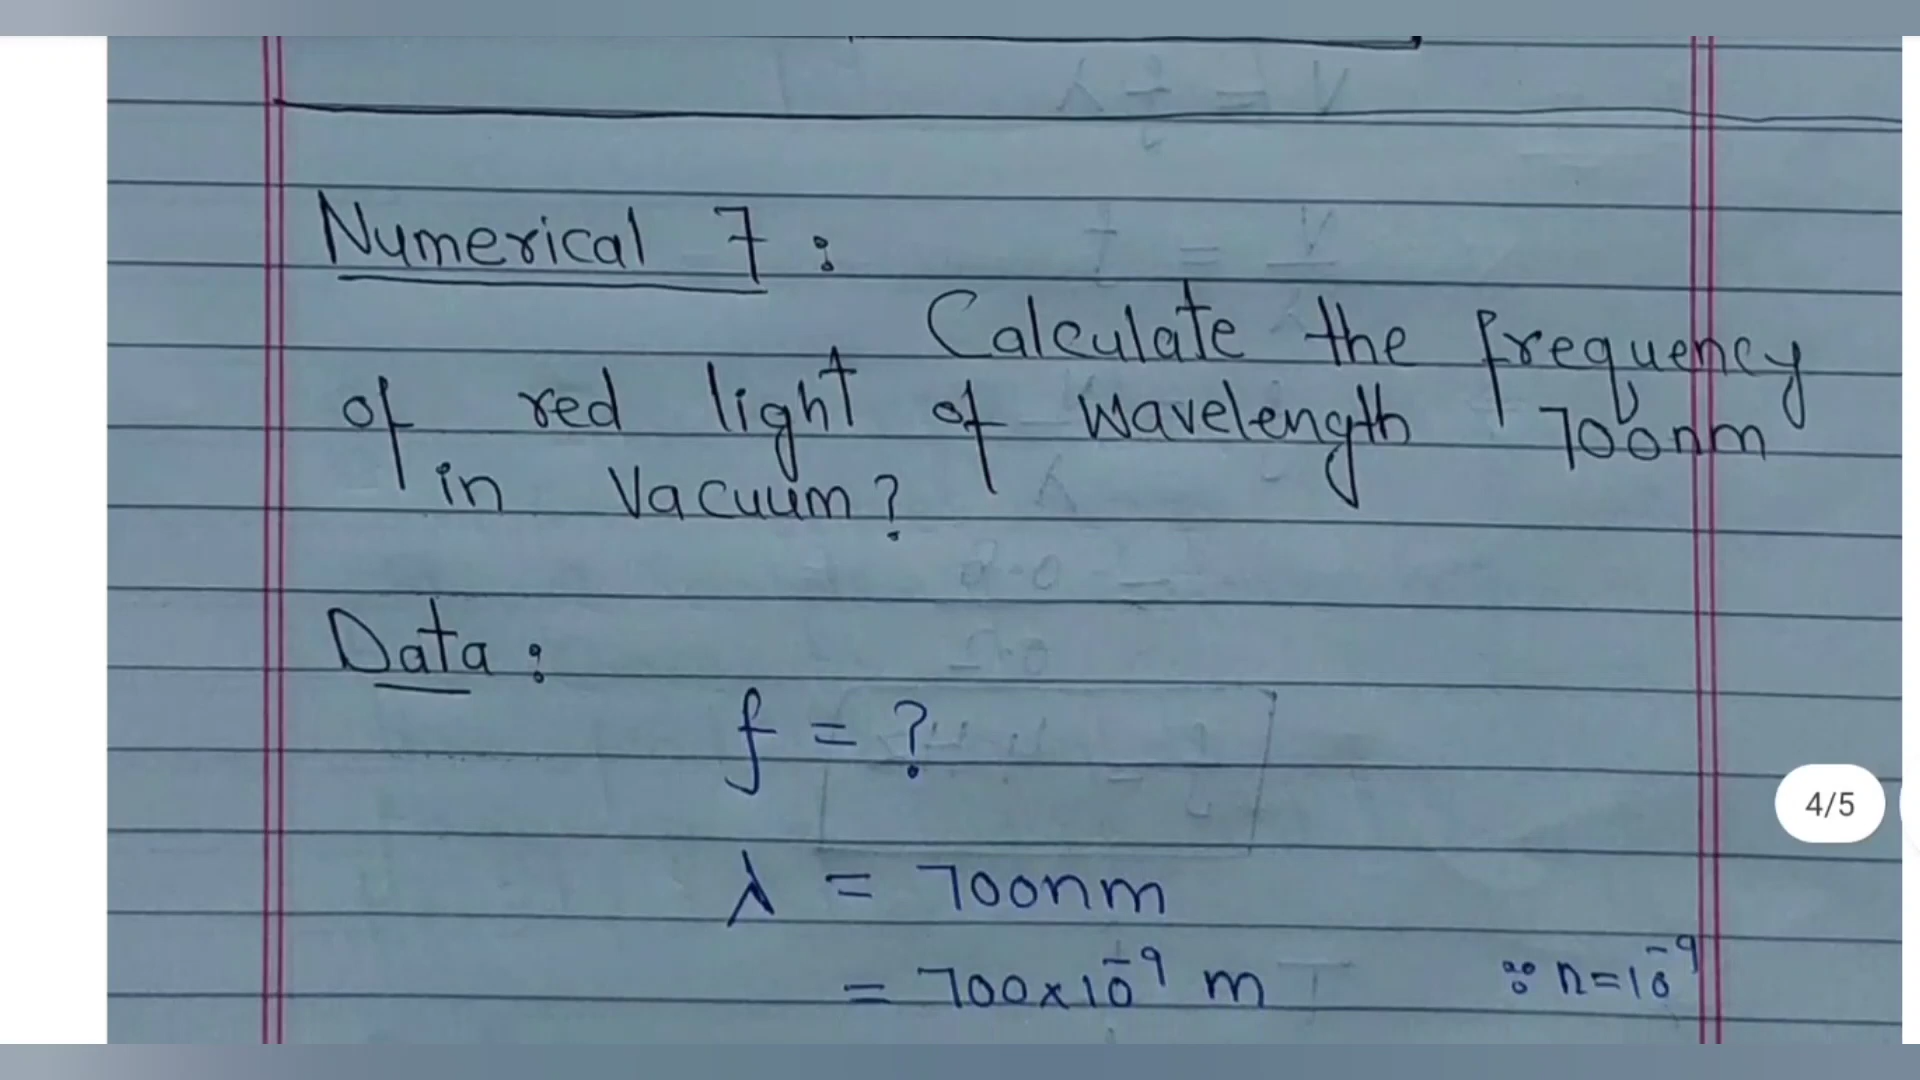 Numerical 7:
Calculate the frequency
of red light of wavelength 700nm
in Vacuum?
Data:
f = ?
λ = 700nm
= 700×10⁻⁹ m ∵ n=10⁻⁹
4/5